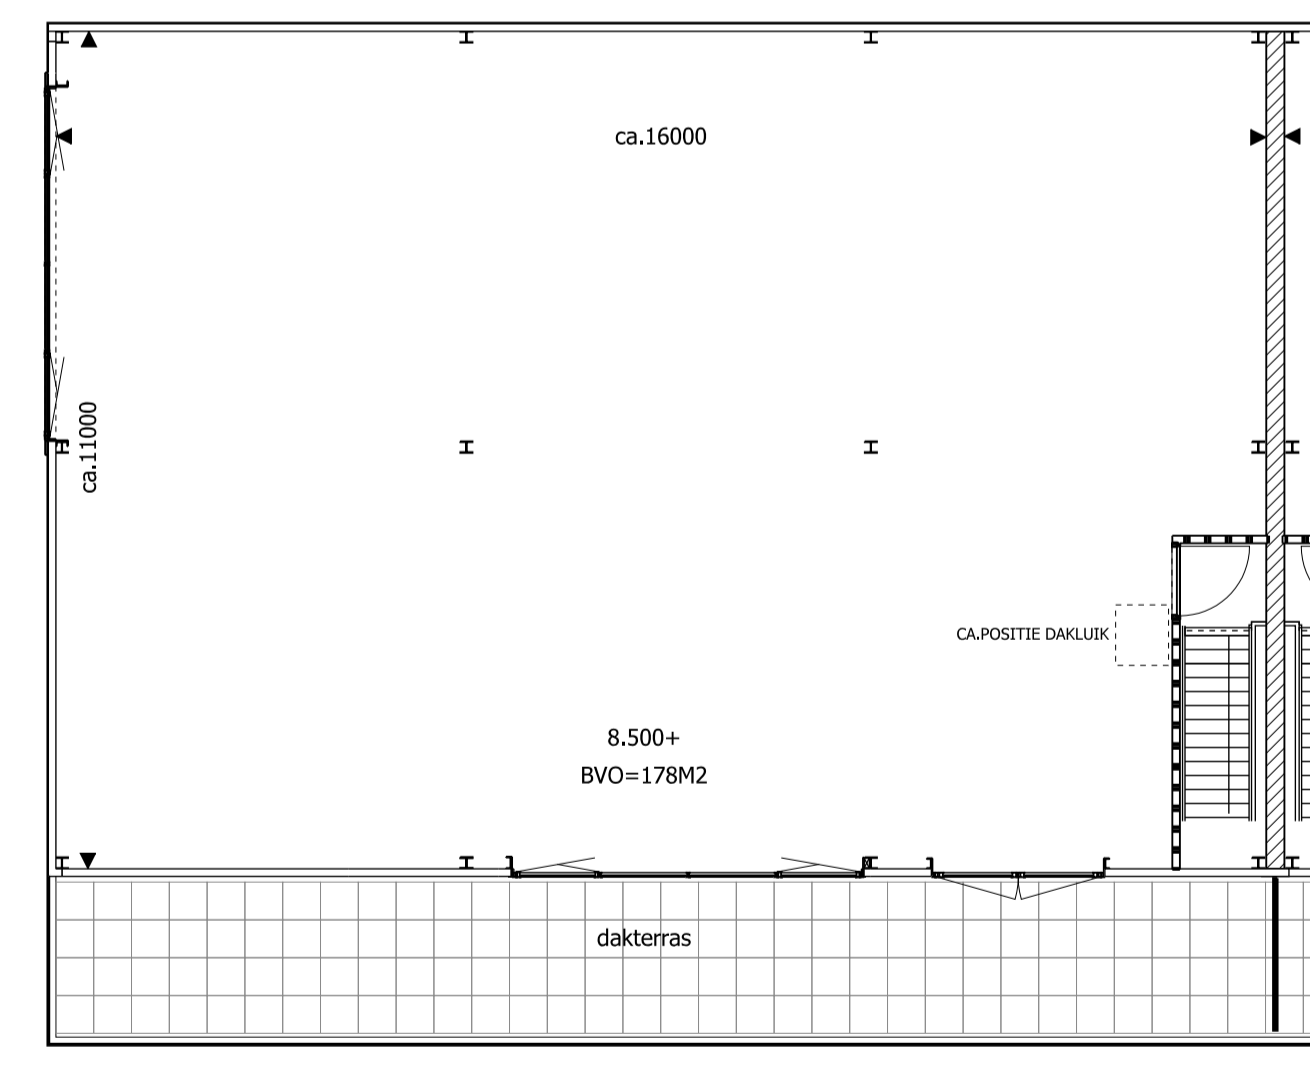 ca.16000
ca.11000
CA.POSITIE DAKLUIK
8.500+
BVO=178M2
dakterras